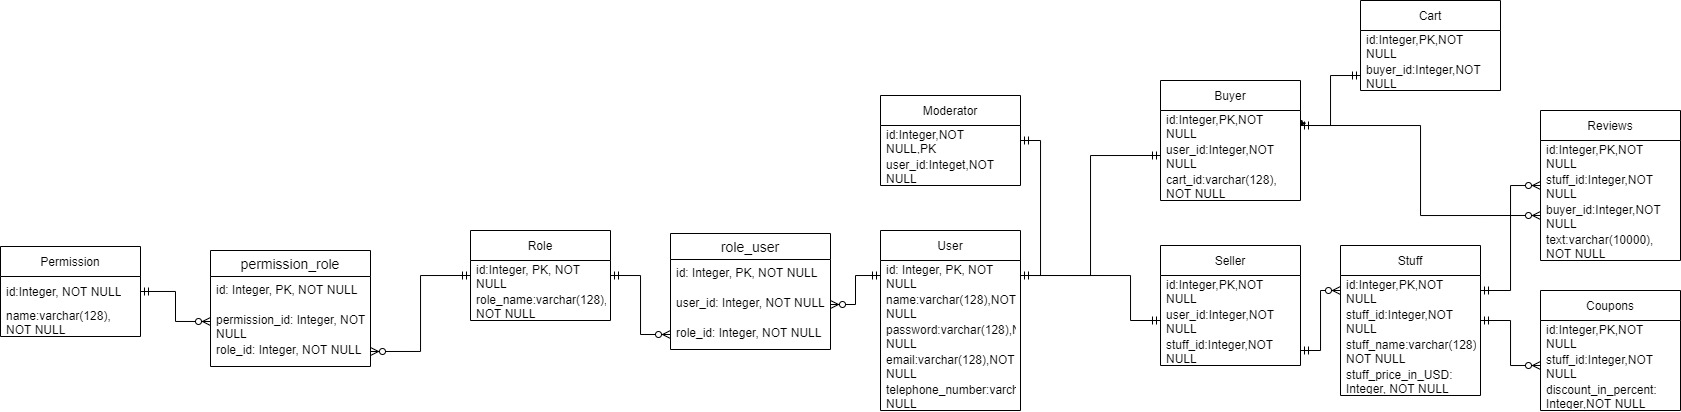 Permission
id:Integer, NOT NULL
name:varchar(128),
NOT NULL
permission_role
id: Integer, PK, NOT NULL
permission_id: Integer, NOT
NULL
role_id: Integer, NOT NULL
Role
id:Integer, PK, NOT
NULL
role_name:varchar(128),
NOT NULL
role_user
id: Integer, PK, NOT NULL
user_id: Integer, NOT NULL
role_id: Integer, NOT NULL
Moderator
id:Integer,NOT
NULL,PK
user_id:Integet,NOT
NULL
User
id: Integer, PK, NOT
NULL
name:varchar(128),NOT
NULL
password:varchar(128),
NULL
email:varchar(128),NOT
NULL
telephone_number:varc
NULL
Buyer
id:Integer,PK,NOT
NULL
user_id:Integer,NOT
NULL
cart_id:varchar(128),
NOT NULL
Seller
id:Integer,PK,NOT
NULL
user_id:Integer,NOT
NULL
stuff_id:Integer,NOT
NULL
Cart
id:Integer,PK,NOT
NULL
buyer_id:Integer,NOT
NULL
Stuff
id:Integer,PK,NOT
NULL
stuff_id:Integer,NOT
NULL
stuff_name:varchar(128)
NOT NULL
stuff_price_in_USD:
Integer, NOT NULL
Reviews
id:Integer,PK,NOT
NULL
stuff_id:Integer,NOT
NULL
buyer_id:Integer,NOT
NULL
text:varchar(10000),
NOT NULL
Coupons
id:Integer,PK,NOT
NULL
stuff_id:Integer,NOT
NULL
discount_in_percent:
Integer,NOT NULL